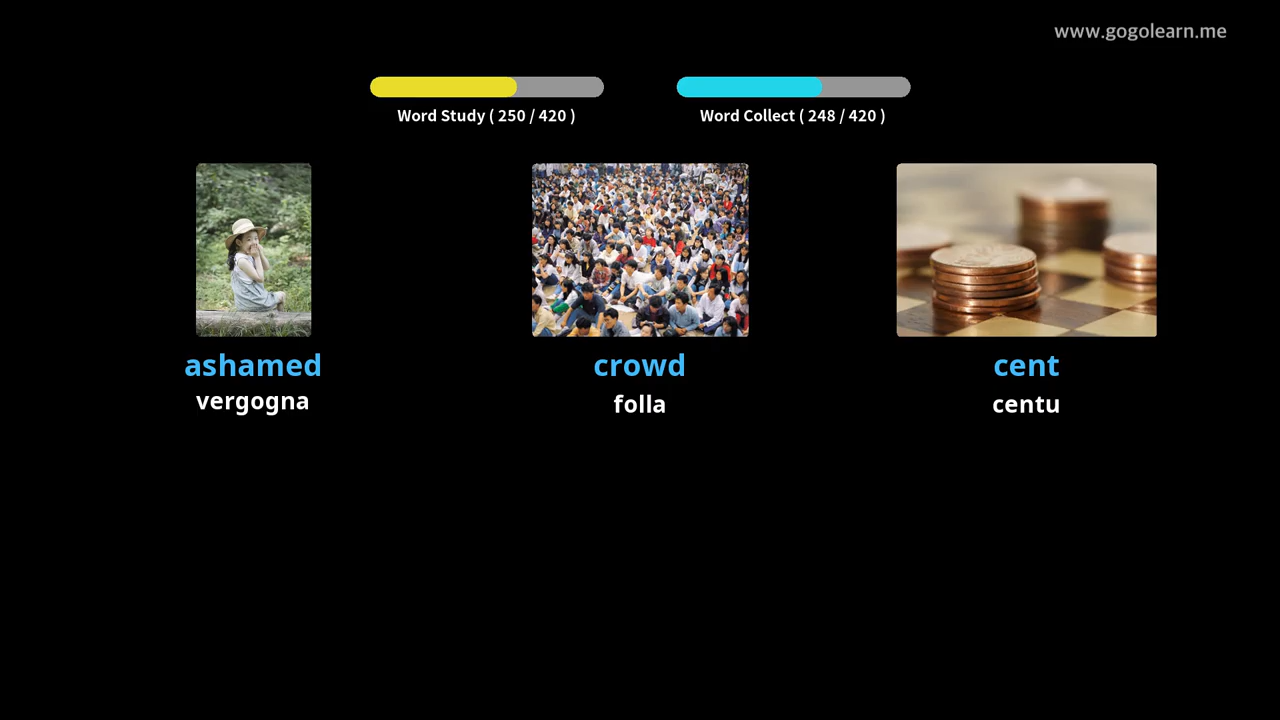 www.gogolearn.me
Word Study ( 250 / 420 )
Word Collect ( 248 / 420 )
ashamed
vergogna
crowd
folla
cent
centu